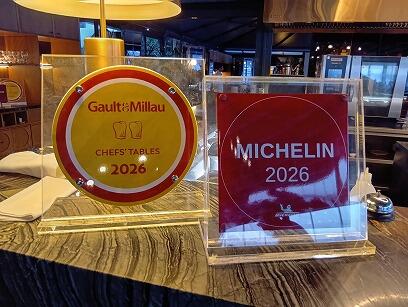 Gault&Millau
CHEFS' TABLES
2026
MICHELIN
2026